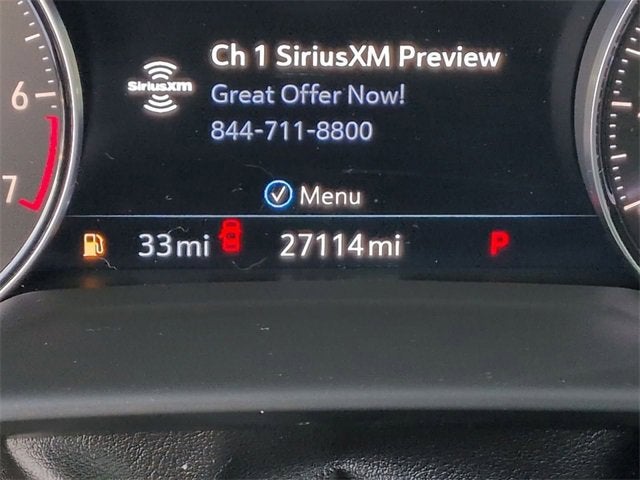 Ch 1 SiriusXM Preview
SiriusXM
Great Offer Now!
844-711-8800
Menu
6
7
33mi
27114mi
P